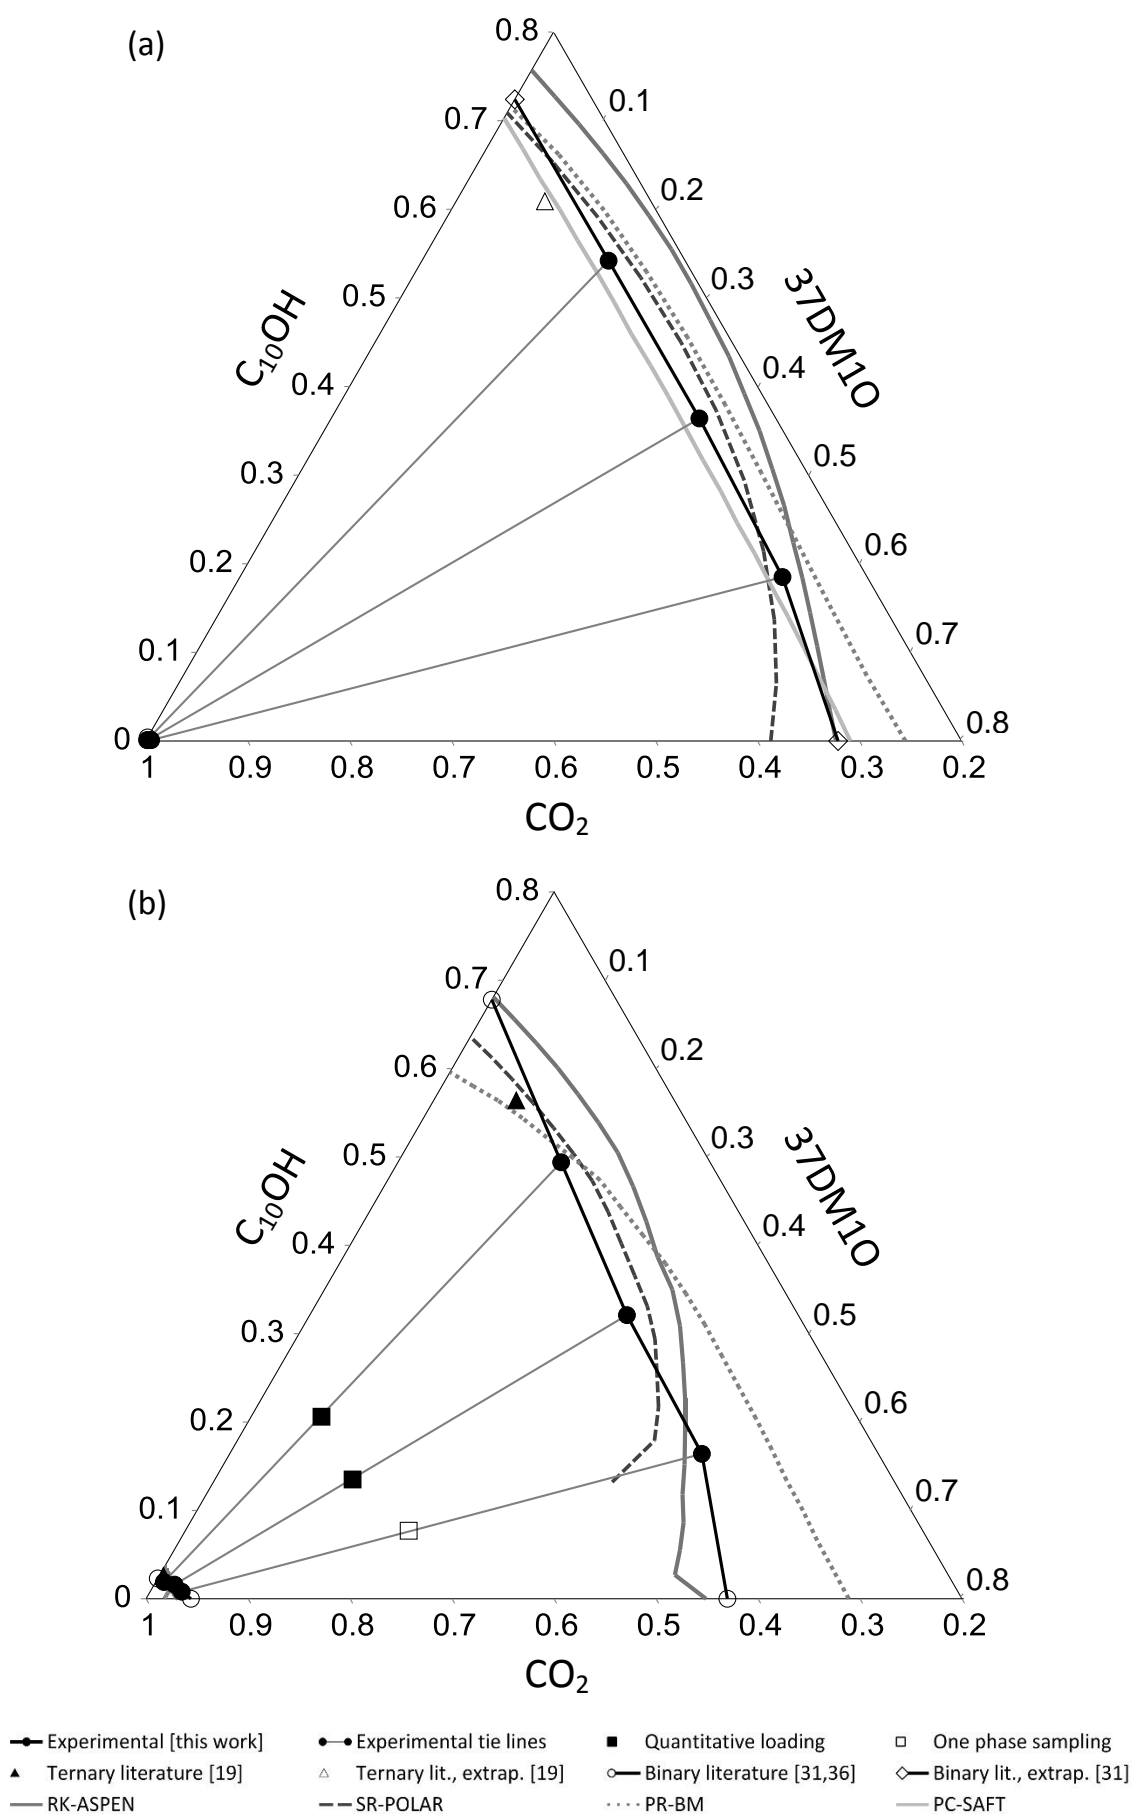 (a)
0.8
0.1
0.7
0.2
0.6
0.3
0.5
C₁₀OH
37DM1O
0.4
0.4
0.5
0.3
0.6
0.2
0.7
0.1
0.8
0
1
0.9
0.8
0.7
0.6
0.5
0.4
0.3
0.2
CO₂
(b)
0.8
0.1
0.7
0.2
0.6
0.3
0.5
C₁₀OH
37DM1O
0.4
0.4
0.5
0.3
0.6
0.2
0.7
0.1
0.8
0
1
0.9
0.8
0.7
0.6
0.5
0.4
0.3
0.2
CO₂
Experimental [this work]
Experimental tie lines
Quantitative loading
One phase sampling
Ternary literature [19]
Ternary lit., extrap. [19]
Binary literature [31,36]
Binary lit., extrap. [31]
RK-ASPEN
SR-POLAR
PR-BM
PC-SAFT